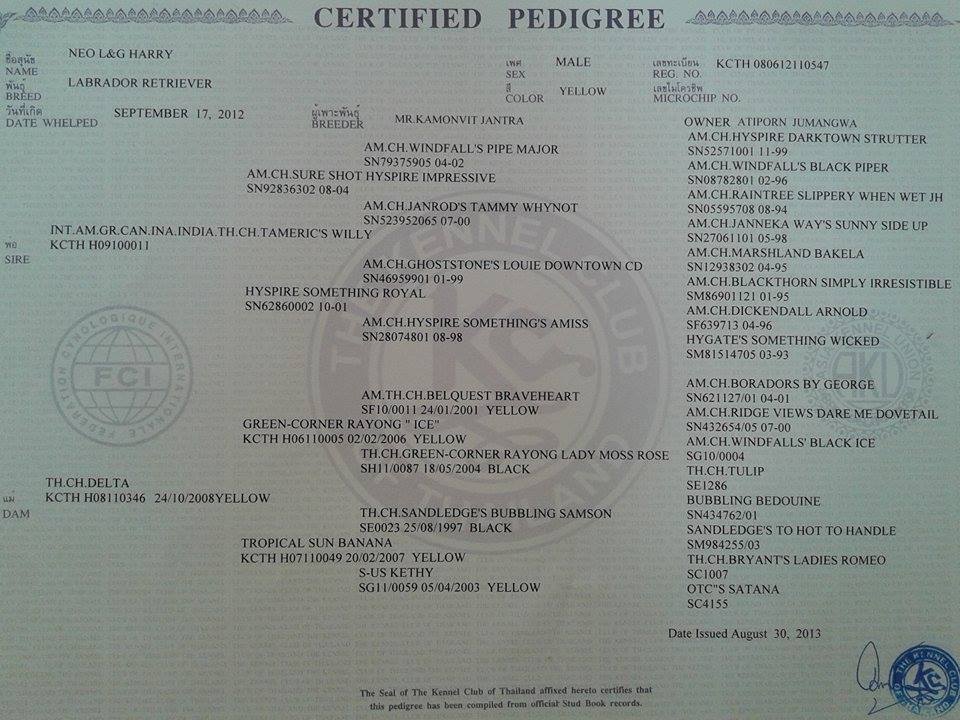 CERTIFIED PEDIGREE
ชื่อสุนัข NEO L&G HARRY
NAME
เพศ MALE
SEX
เลขทะเบียน KCTH 080612110547
REG. NO.
พันธุ์ LABRADOR RETRIEVER
BREED
สี YELLOW
COLOR
เลขไมโครชิพ
MICROCHIP NO.
วันที่เกิด SEPTEMBER 17, 2012
DATE WHELPED
ผู้ผสมพันธุ์ MR.KAMONVIT JANTRA
BREEDER
OWNER ATIPORN JUMANGWA
AM.CH.HYSPIRE DARKTOWN STRUTTER
SN52571001 11-99
AM.CH.WINDFALL'S PIPE MAJOR
SN79375905 04-02
AM.CH.WINDFALL'S BLACK PIPER
SN08782801 02-96
AM.CH.SURE SHOT HYSPIRE IMPRESSIVE
SN92836302 08-04
AM.CH.RAINTREE SLIPPERY WHEN WET JH
SN05595708 08-94
AM.CH.JANROD'S TAMMY WHYNOT
SN523952065 07-00
AM.CH.JANNEKA WAY'S SUNNY SIDE UP
SN27061101 05-98
INT.AM.GR.CAN.INA.INDIA.TH.CH.TAMERIC'S WILLY
พ่อ KCTH H09100011
SIRE
AM.CH.MARSHLAND BAKELA
SN12938302 04-95
AM.CH.GHOSTSTONE'S LOUIE DOWNTOWN CD
SN46959901 01-99
AM.CH.BLACKTHORN SIMPLY IRRESISTIBLE
SM86901121 01-95
HYSPIRE SOMETHING ROYAL
SN62860002 10-01
AM.CH.DICKENDALL ARNOLD
SF639713 04-96
AM.CH.HYSPIRE SOMETHING'S AMISS
SN28074801 08-98
HYGATE'S SOMETHING WICKED
SM81514705 03-93
AM.CH.BORADORS BY GEORGE
SN621127/01 04-01
AM.TH.CH.BELQUEST BRAVEHEART
SF10/0011 24/01/2001 YELLOW
AM.CH.RIDGE VIEWS DARE ME DOVETAIL
SN432654/05 07-00
GREEN-CORNER RAYONG " ICE"
KCTH H06110005 02/02/2006 YELLOW
AM.CH.WINDFALLS' BLACK ICE
SG10/0004
TH.CH.GREEN-CORNER RAYONG LADY MOSS ROSE
SH11/0087 18/05/2004 BLACK
TH.CH.TULIP
SE1286
TH.CH.DELTA
แม่ KCTH H08110346 24/10/2008YELLOW
DAM
BUBBLING BEDOUINE
SN434762/01
TH.CH.SANDLEDGE'S BUBBLING SAMSON
SE0023 25/08/1997 BLACK
SANDLEDGE'S TO HOT TO HANDLE
SM984255/03
TROPICAL SUN BANANA
KCTH H07110049 20/02/2007 YELLOW
TH.CH.BRYANT'S LADIES ROMEO
SC1007
S-US KETHY
SG11/0059 05/04/2003 YELLOW
OTC"S SATANA
SC4155
FEDERATION CYNOLOGIQUE INTERNATIONALE
FCI
THE KENNEL CLUB OF THAILAND
KC
AKU
Date Issued August 30, 2013
The Seal of The Kennel Club of Thailand affixed hereto certifies that
this pedigree has been compiled from official Stud Book records.